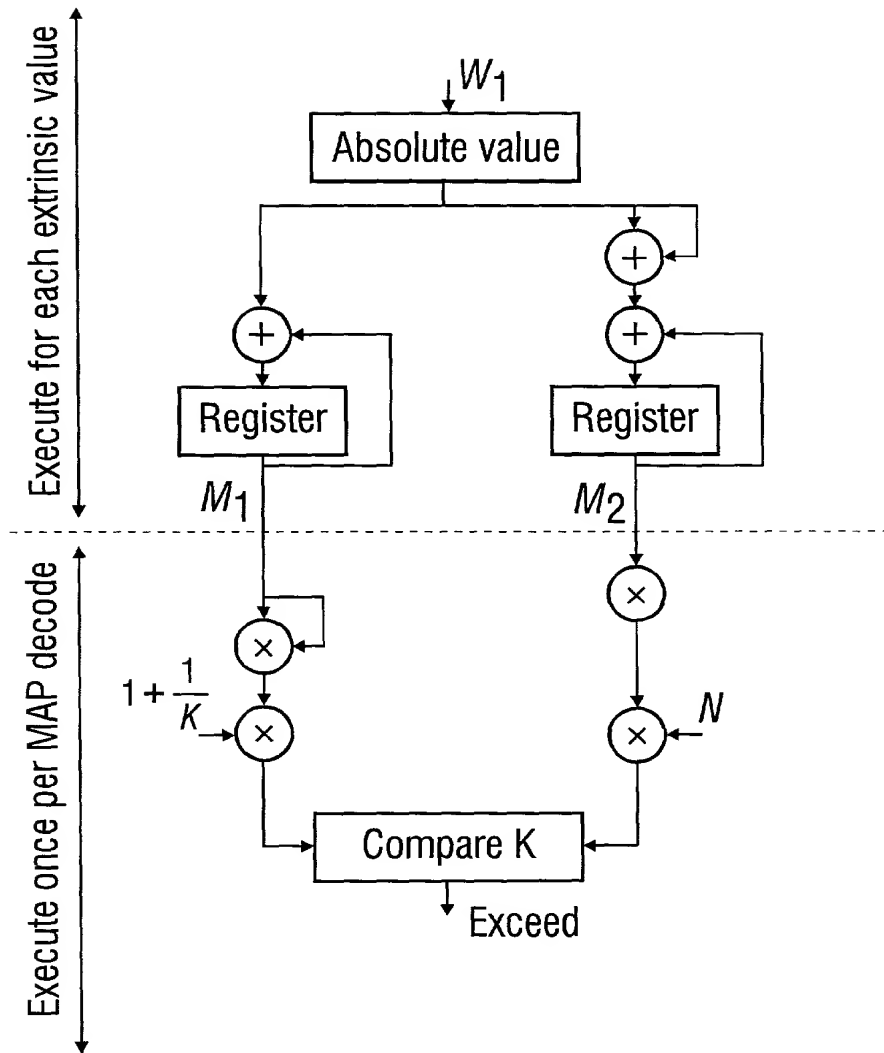 Execute for each extrinsic value
W1
Absolute value
+
+
+
Register
Register
M1
M2
×
×
1 + 1/K
×
×
N
Compare K
Exceed
Execute once per MAP decode